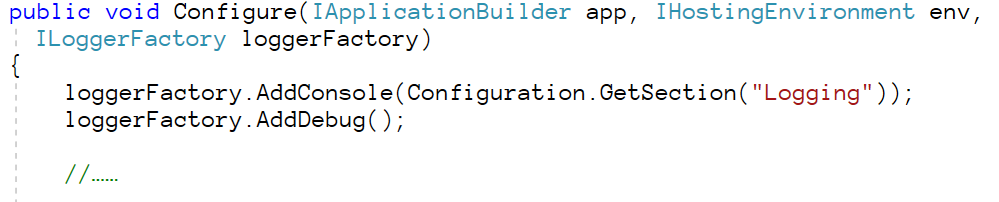 public void Configure(IApplicationBuilder app, IHostingEnvironment env,
ILoggerFactory loggerFactory)
{
loggerFactory.AddConsole(Configuration.GetSection("Logging"));
loggerFactory.AddDebug();
//……